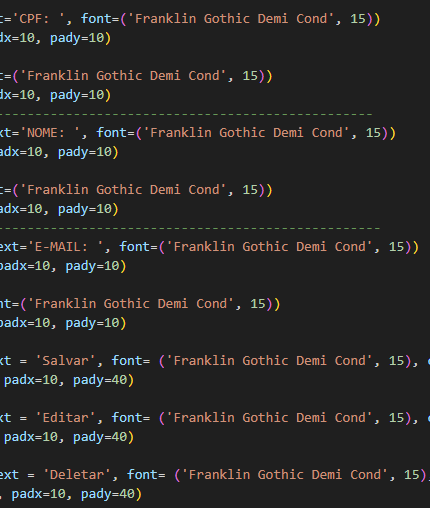 t='CPF: ', font=('Franklin Gothic Demi Cond', 15))
adx=10, pady=10)
t=('Franklin Gothic Demi Cond', 15))
dx=10, pady=10)
--------------------------------------------------
xt='NOME: ', font=('Franklin Gothic Demi Cond', 15))
adx=10, pady=10)
t=('Franklin Gothic Demi Cond', 15))
adx=10, pady=10)
---------------------------------------------------
ext='E-MAIL: ', font=('Franklin Gothic Demi Cond', 15))
padx=10, pady=10)
nt=('Franklin Gothic Demi Cond', 15))
padx=10, pady=10)
xt = 'Salvar', font= ('Franklin Gothic Demi Cond', 15), c
padx=10, pady=40)
xt = 'Editar', font= ('Franklin Gothic Demi Cond', 15), c
padx=10, pady=40)
ext = 'Deletar', font= ('Franklin Gothic Demi Cond', 15),
, padx=10, pady=40)